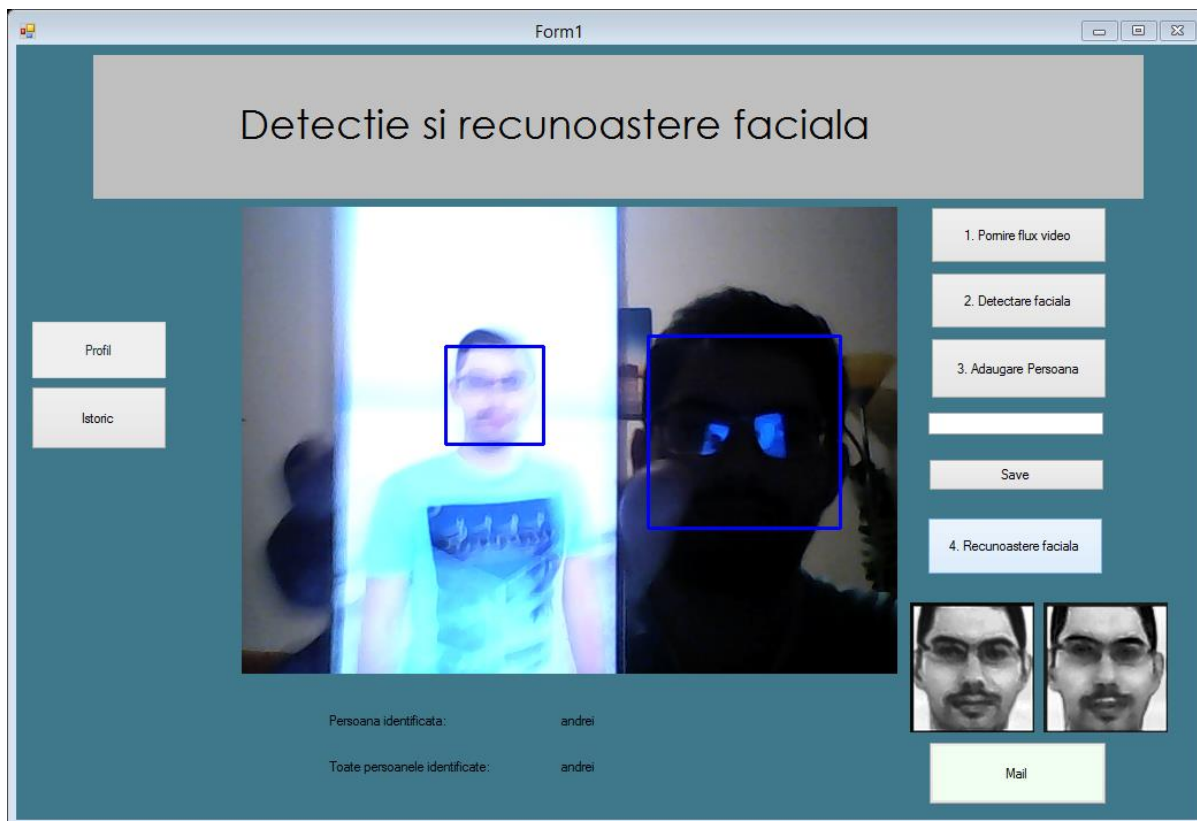 Form1
Detectie si recunoastere faciala
1. Pornire flux video
2. Detectare faciala
3. Adaugare Persoana
Profil
Istoric
Save
4. Recunoastere faciala
Persoana identificata: andrei
Toate persoanele identificate: andrei
Mail